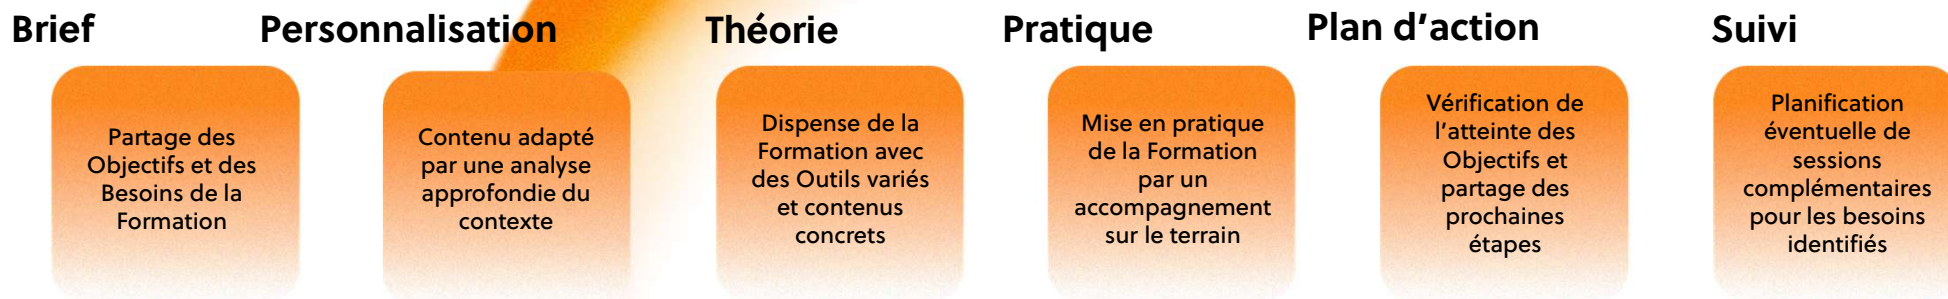 Brief
Partage des
Objectifs et des
Besoins de la
Formation
Personnalisation
Contenu adapté
par une analyse
approfondie du
contexte
Théorie
Dispense de la
Formation avec
des Outils variés
et contenus
concrets
Pratique
Mise en pratique
de la Formation
par un
accompagnement
sur le terrain
Plan d’action
Vérification de
l’atteinte des
Objectifs et
partage des
prochaines
étapes
Suivi
Planification
éventuelle de
sessions
complémentaires
pour les besoins
identifiés